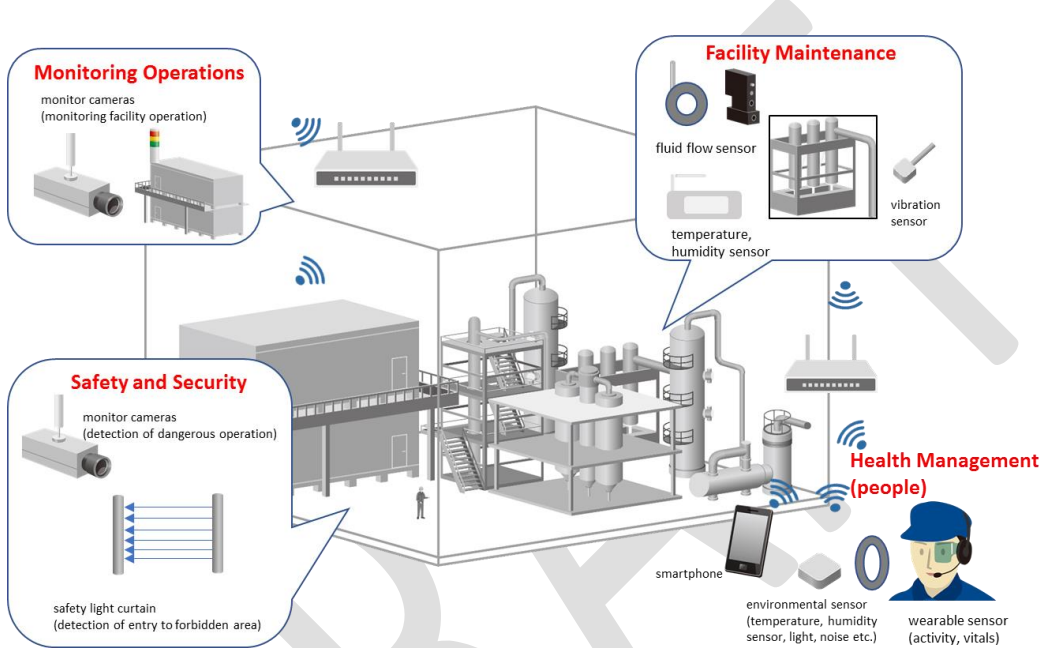 Monitoring Operations
monitor cameras
(monitoring facility operation)
Facility Maintenance
fluid flow sensor
temperature,
humidity sensor
vibration
sensor
Safety and Security
monitor cameras
(detection of dangerous operation)
safety light curtain
(detection of entry to forbidden area)
Health Management
(people)
smartphone
environmental sensor
(temperature, humidity
sensor, light, noise etc.)
wearable sensor
(activity, vitals)